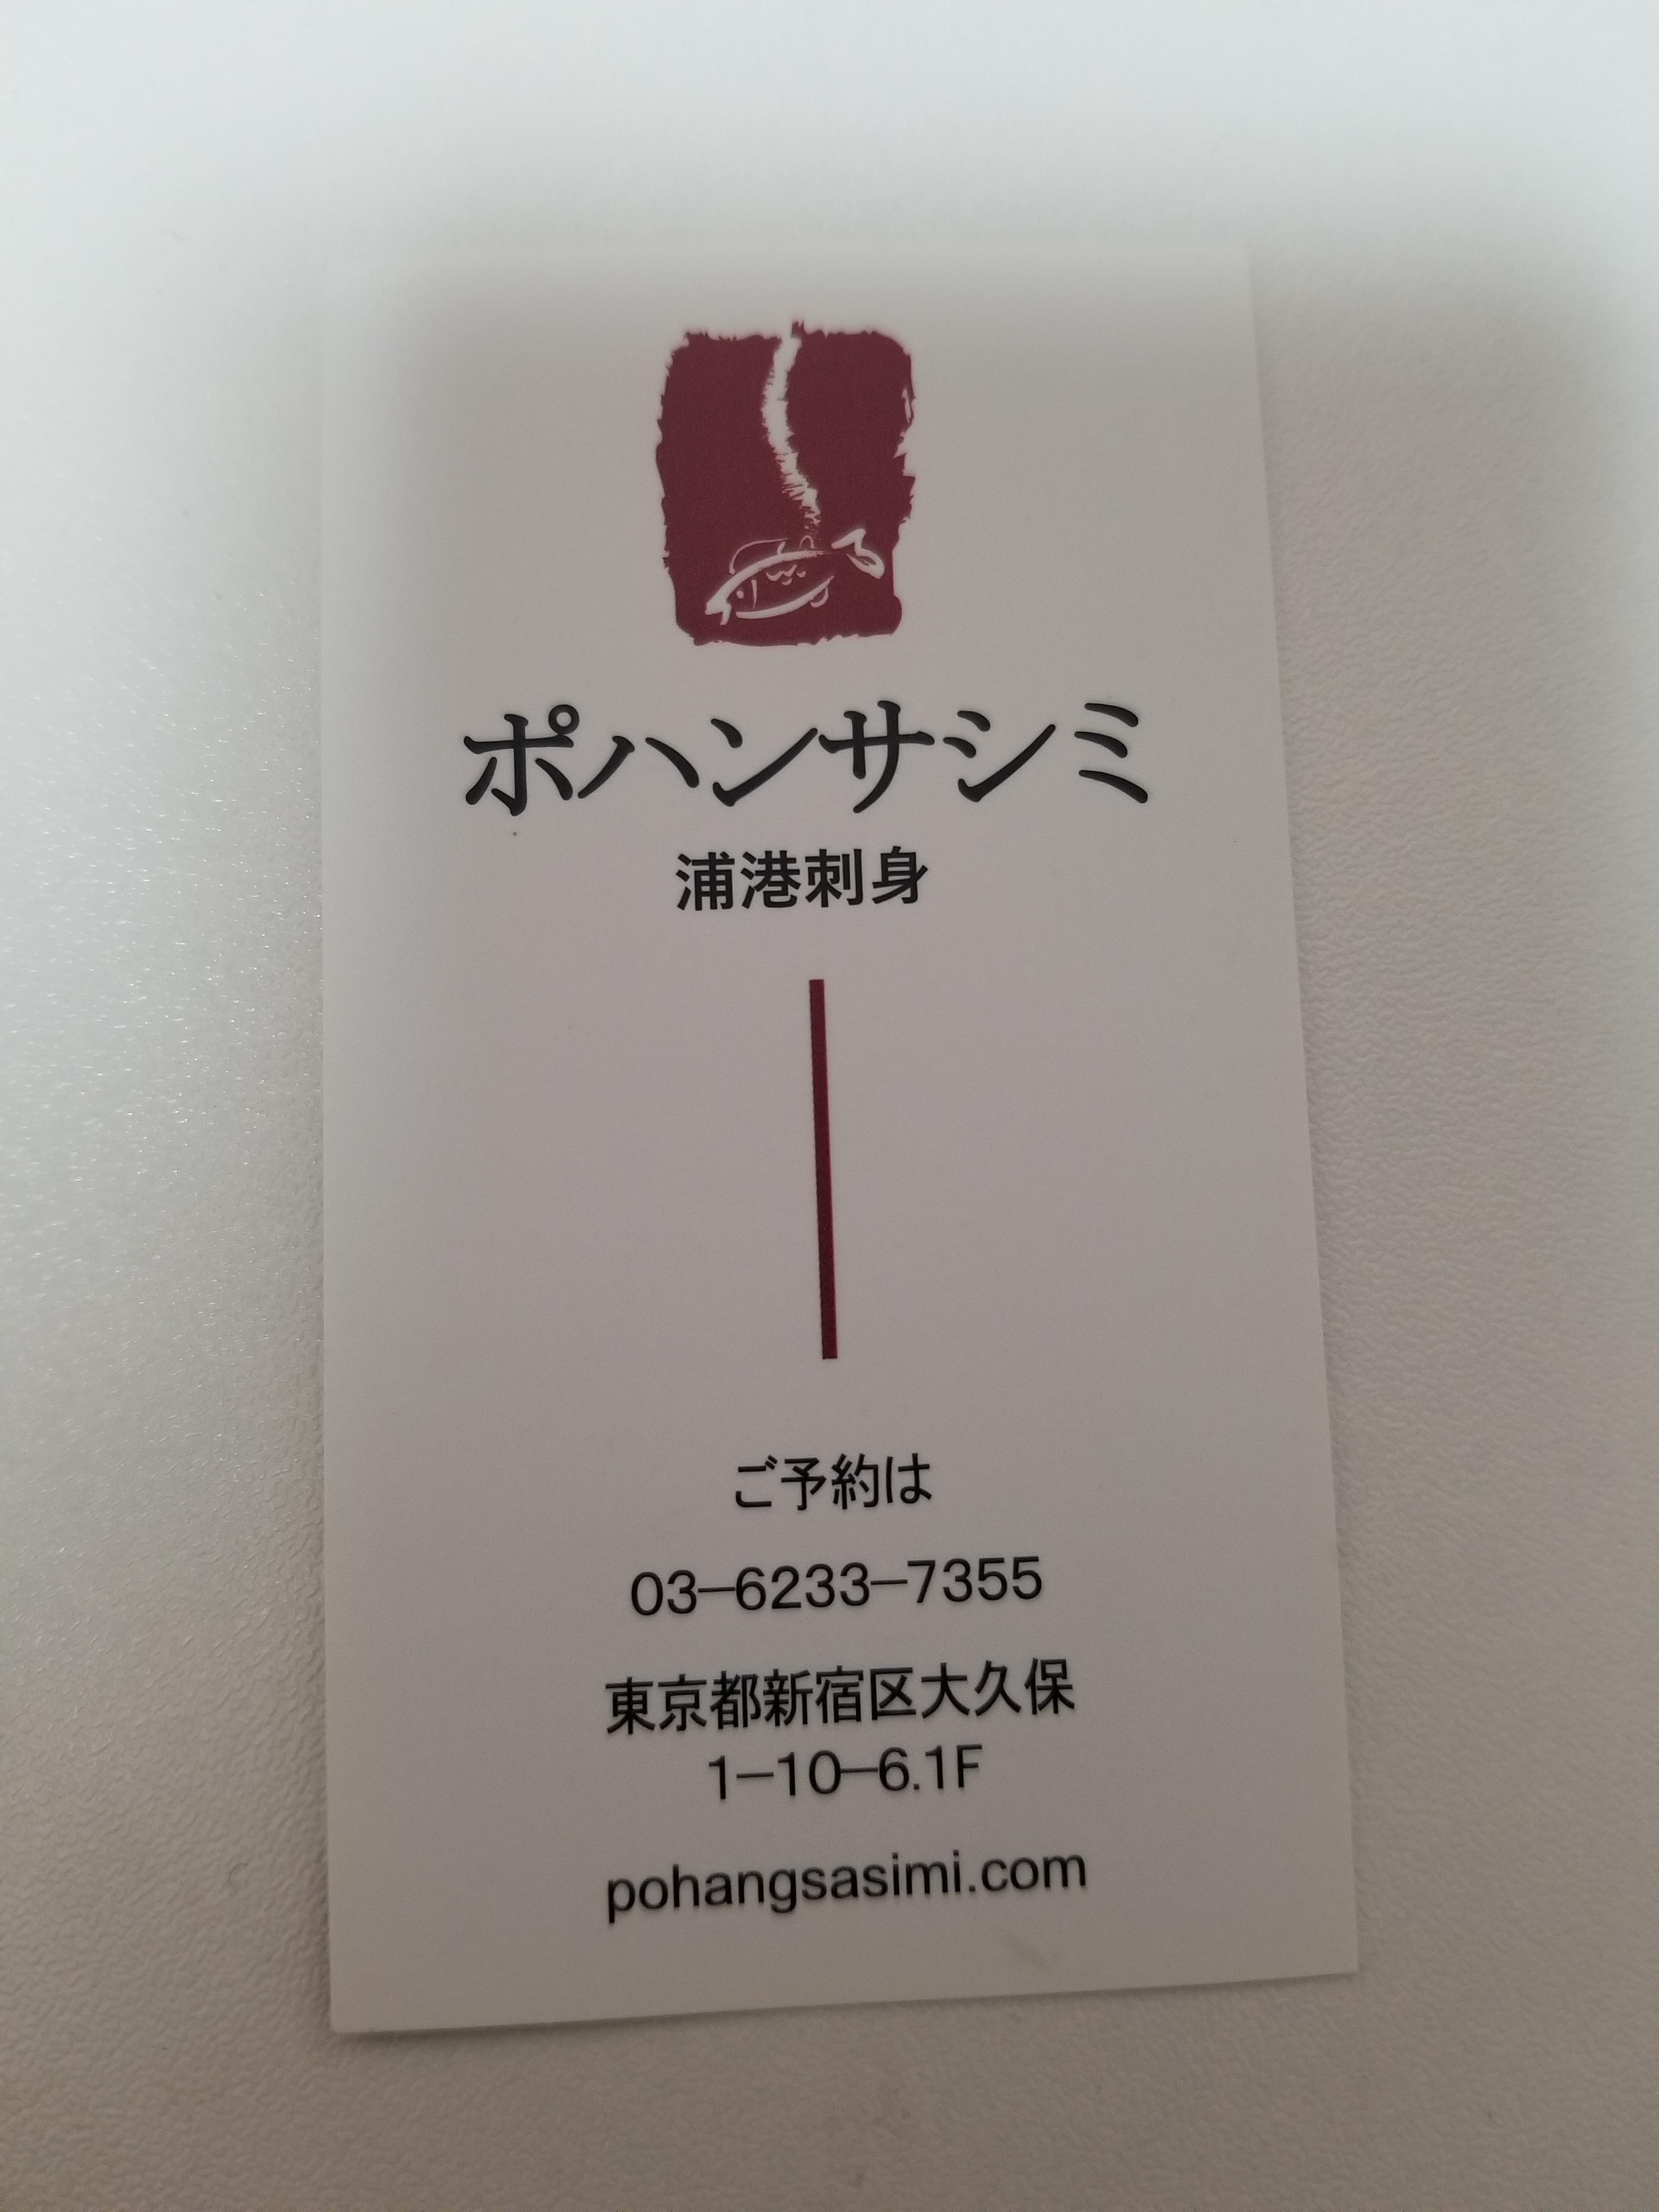 ポハンサシミ
浦港刺身
ご予約は
03-6233-7355
東京都新宿区大久保
1-10-6.1F
pohangsasimi.com